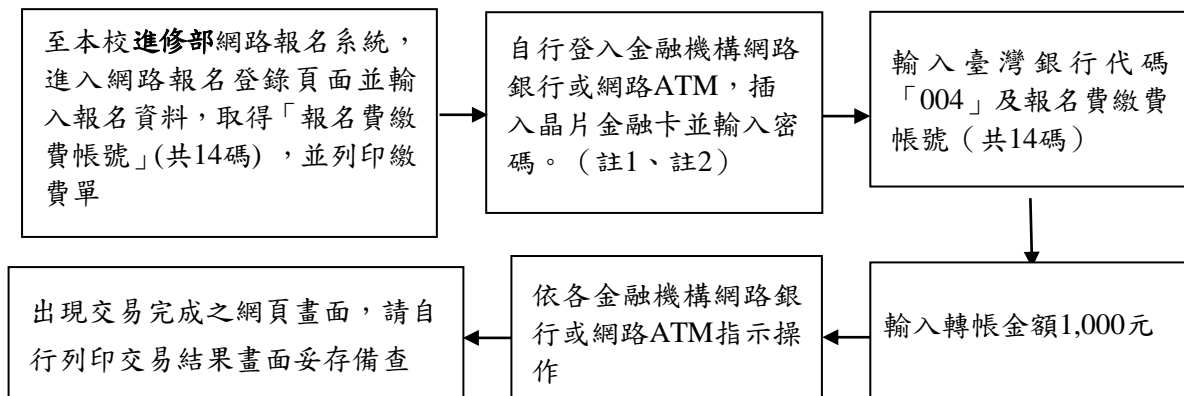 至本校進修部網路報名系統，
進入網路報名登錄頁面並輸
入報名資料，取得「報名費繳
費帳號」(共14碼) ，並列印繳
費單
自行登入金融機構網路
銀行或網路ATM，插
入晶片金融卡並輸入密
碼。（註1、註2）
輸入臺灣銀行代碼
「004」及報名費繳費
帳號（共14碼）
輸入轉帳金額1,000元
依各金融機構網路銀
行或網路ATM指示操
作
出現交易完成之網頁畫面，請自
行列印交易結果畫面妥存備查